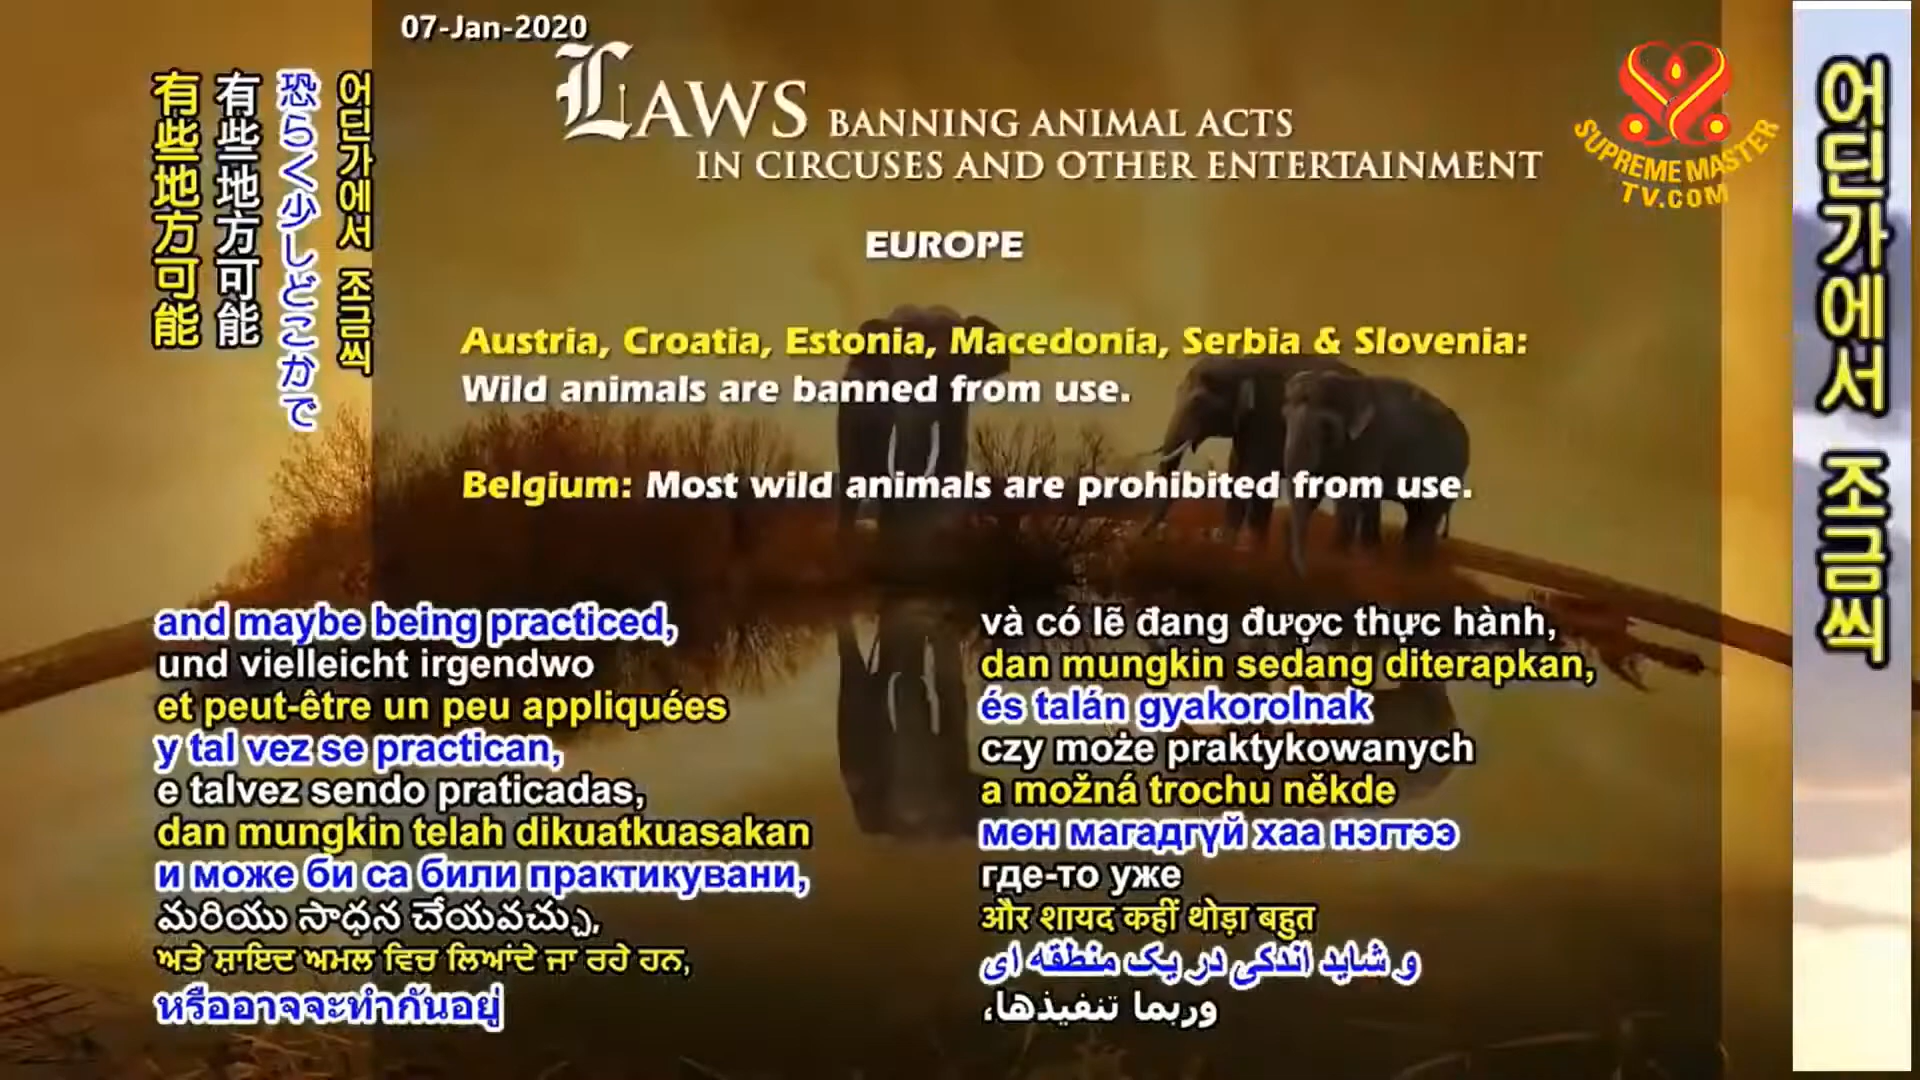 07-Jan-2020
LAWS BANNING ANIMAL ACTS
IN CIRCUSES AND OTHER ENTERTAINMENT
SUPREME MASTER
TV.COM
EUROPE
Austria, Croatia, Estonia, Macedonia, Serbia & Slovenia:
Wild animals are banned from use.
Belgium: Most wild animals are prohibited from use.
有些地方可能
有些地方可能
恐らく少しどこかで
어딘가에서 조금씩
어딘가에서 조금씩
and maybe being practiced,
und vielleicht irgendwo
et peut-être un peu appliquées
y tal vez se practican,
e talvez sendo praticadas,
dan mungkin telah dikuatkuasakan
и може би са били практикувани,
మరియు సాధన చేయవచ్చు,
ਅਤੇ ਸ਼ਾਇਦ ਅਮਲ ਵਿਚ ਲਿਆਂਦੇ ਜਾ ਰਹੇ ਹਨ,
หรืออาจจะทำกันอยู่
và có lẽ đang được thực hành,
dan mungkin sedang diterapkan,
és talán gyakorolnak
czy może praktykowanych
a možná trochu někde
мөн магадгүй хаа нэгтээ
где-то уже
और शायद कहीं थोड़ा बहुत
و شاید اندکی در یک منطقه ای
وربما تنفيذها،